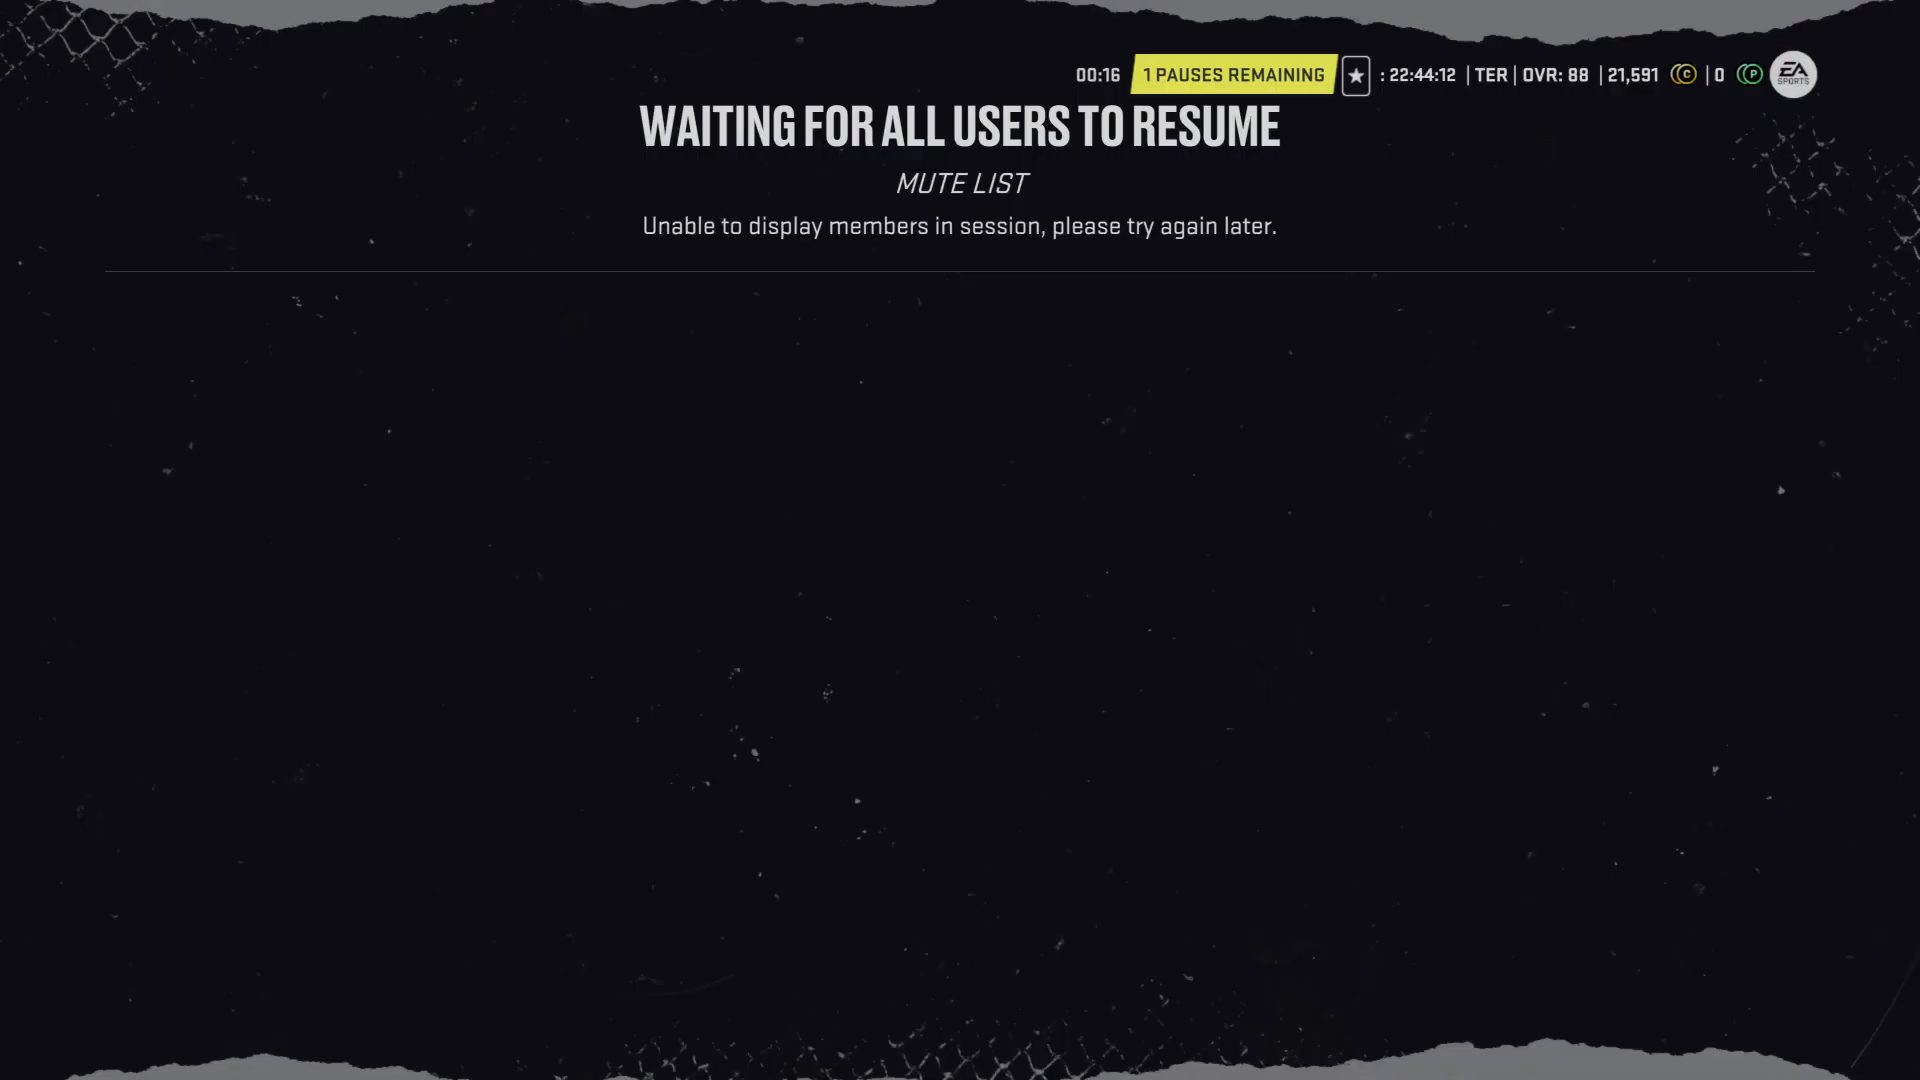 00:16 1 PAUSES REMAINING : 22:44:12 | TER | OVR: 88 | 21,591 C | 0 P EA SPORTS
WAITING FOR ALL USERS TO RESUME
MUTE LIST
Unable to display members in session, please try again later.